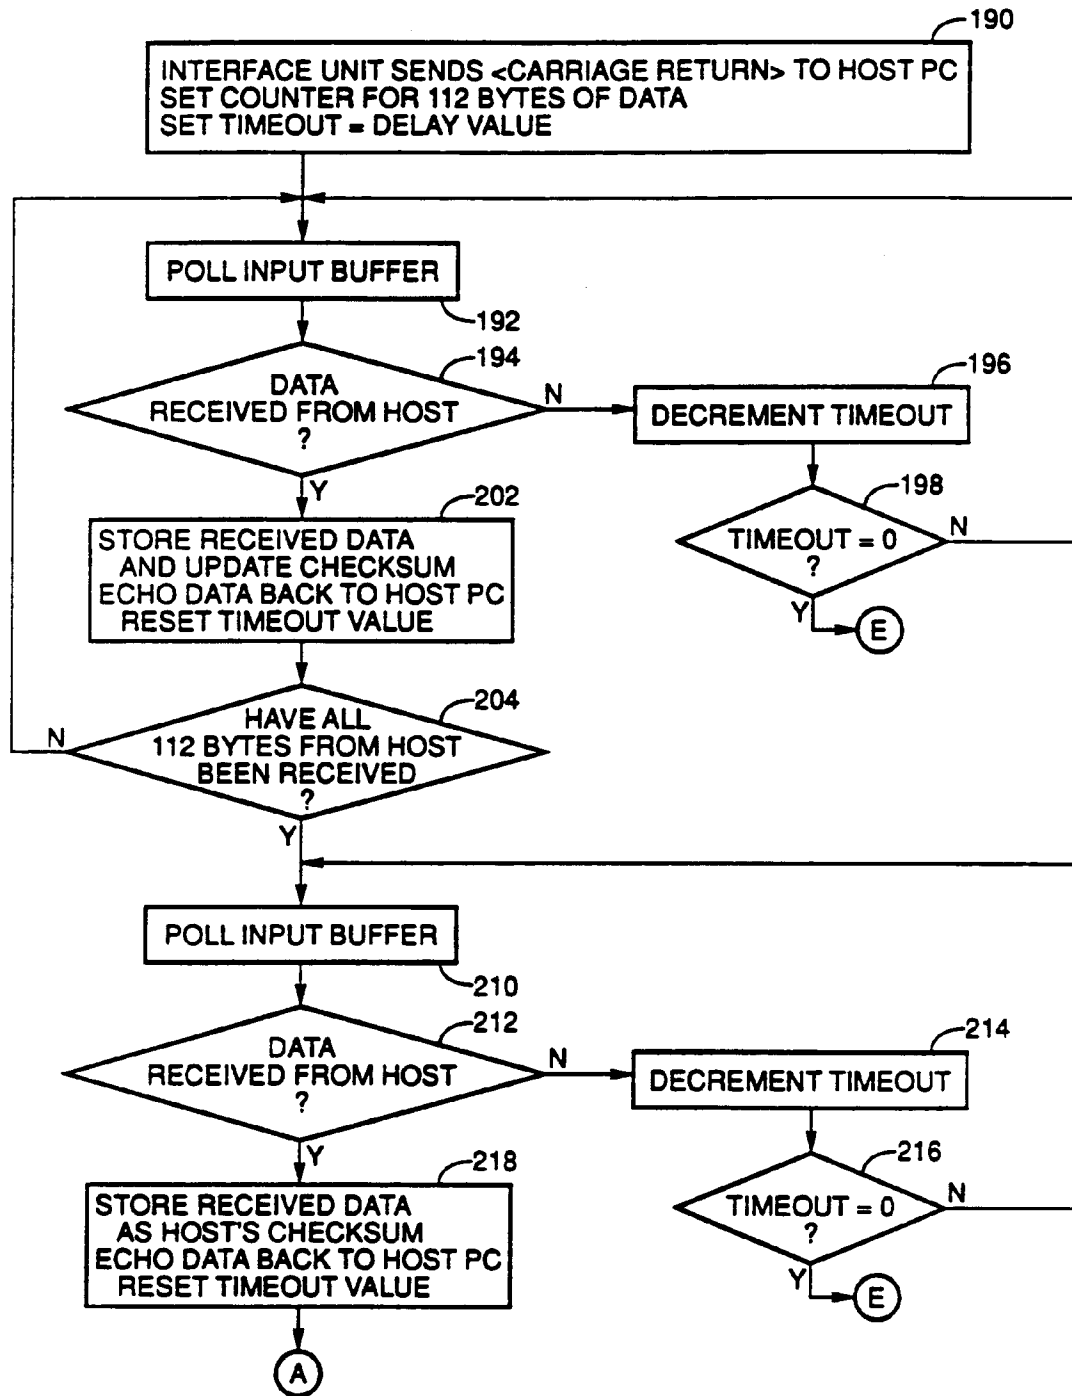 190
INTERFACE UNIT SENDS <CARRIAGE RETURN> TO HOST PC
SET COUNTER FOR 112 BYTES OF DATA
SET TIMEOUT = DELAY VALUE
POLL INPUT BUFFER
192
194
DATA
RECEIVED FROM HOST
?
N
Y
196
DECREMENT TIMEOUT
198
TIMEOUT = 0
?
N
Y
E
202
STORE RECEIVED DATA
AND UPDATE CHECKSUM
ECHO DATA BACK TO HOST PC
RESET TIMEOUT VALUE
204
HAVE ALL
112 BYTES FROM HOST
BEEN RECEIVED
?
N
Y
POLL INPUT BUFFER
210
212
DATA
RECEIVED FROM HOST
?
N
Y
214
DECREMENT TIMEOUT
216
TIMEOUT = 0
?
N
Y
E
218
STORE RECEIVED DATA
AS HOST'S CHECKSUM
ECHO DATA BACK TO HOST PC
RESET TIMEOUT VALUE
A